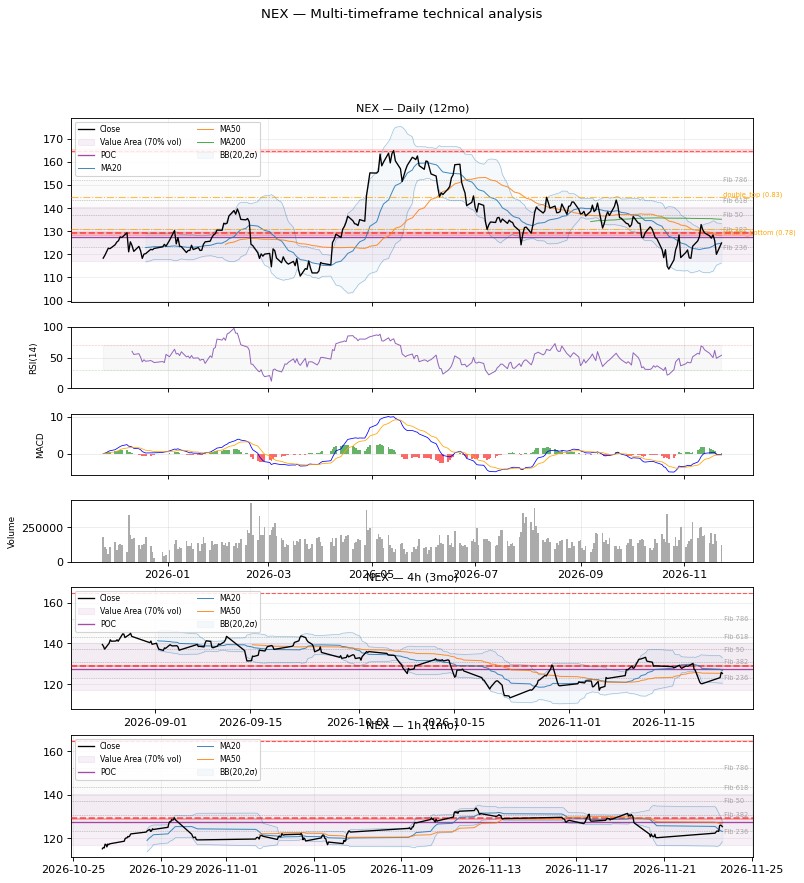 NEX — Multi-timeframe technical analysis
NEX — Daily (12mo)
Close
Value Area (70% vol)
POC
MA20
MA50
MA200
BB(20,2σ)
170
160
150
140
130
120
110
100
Fib 786
double_top (0.83)
Fib 618
Fib 50
Fib 236
RSI(14)
100
50
0
MACD
10
0
Volume
250000
0
2026-01
2026-03
2026-05
2026-07
2026-09
2026-11
NEX — 4h (3mo)
Close
Value Area (70% vol)
POC
MA20
MA50
BB(20,2σ)
160
140
120
Fib 786
Fib 618
Fib 50
Fib 382
Fib 236
2026-09-01
2026-09-15
2026-10-01
2026-10-15
2026-11-01
2026-11-15
NEX — 1h (1mo)
Close
Value Area (70% vol)
POC
MA20
MA50
BB(20,2σ)
160
140
120
Fib 786
Fib 618
Fib 50
Fib 382
Fib 236
2026-10-25
2026-10-29
2026-11-01
2026-11-05
2026-11-09
2026-11-13
2026-11-17
2026-11-21
2026-11-25